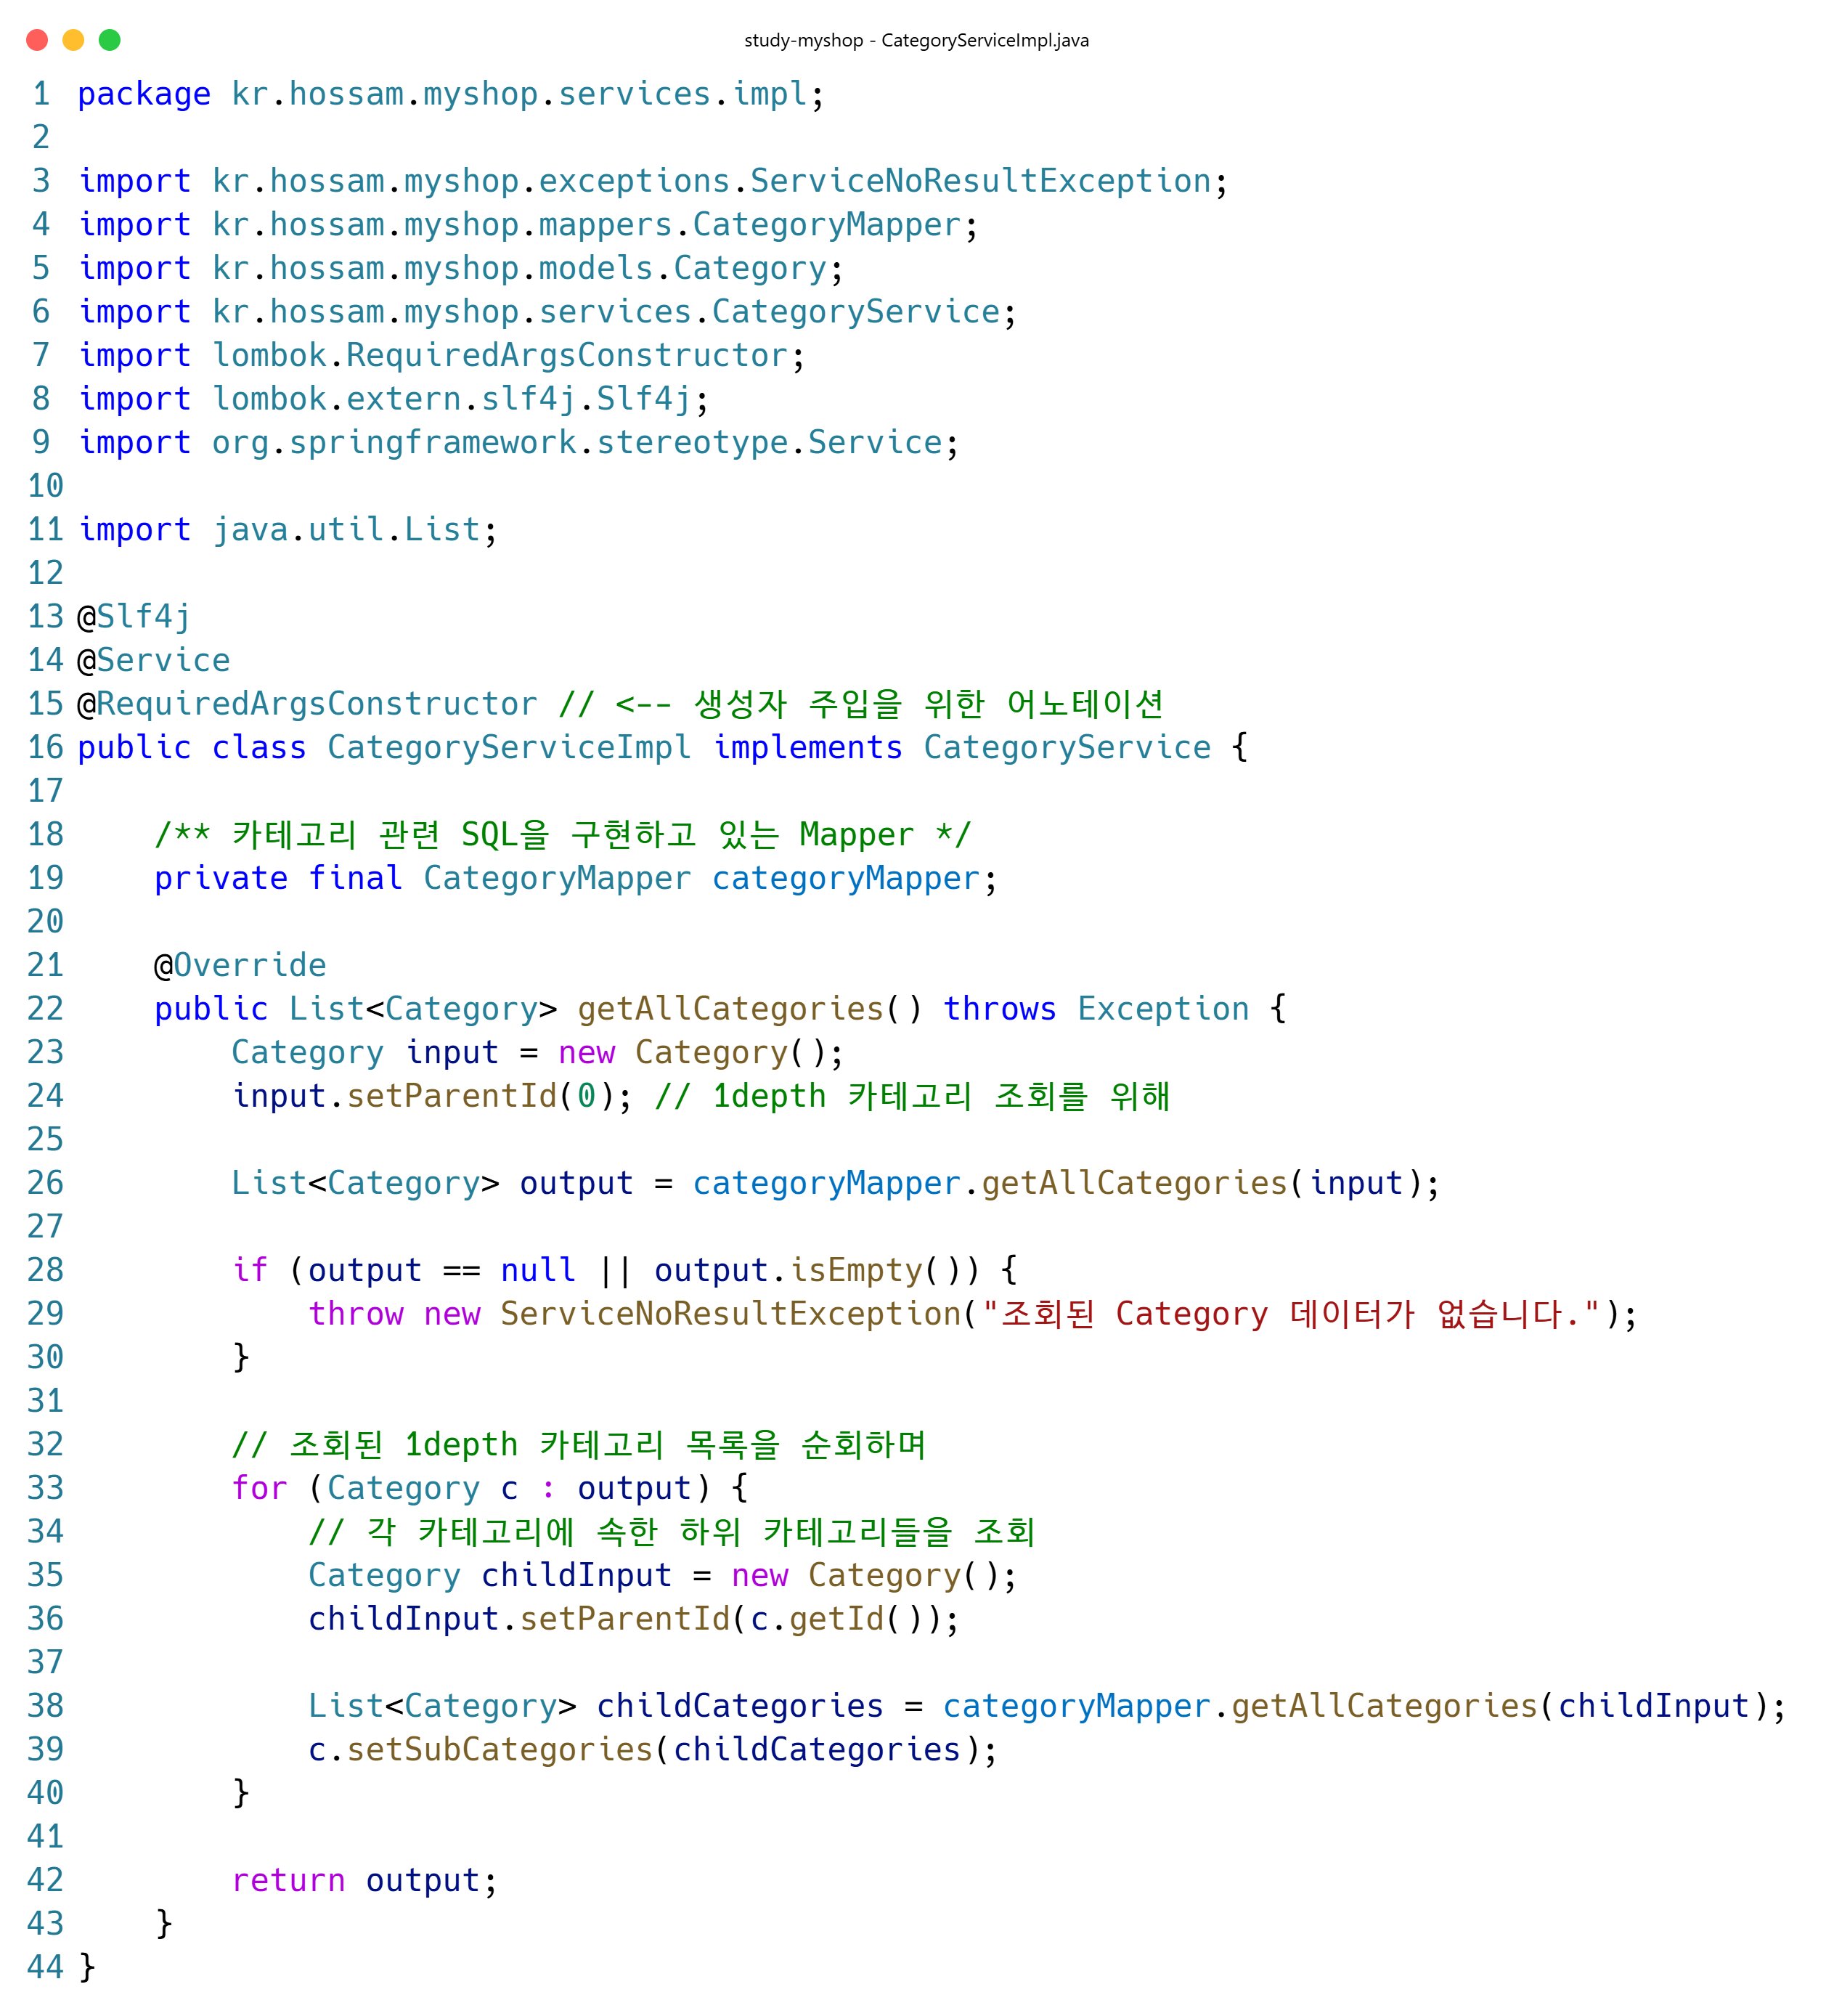 study-myshop - CategoryServiceImpl.java
1 package kr.hossam.myshop.services.impl;
2
3 import kr.hossam.myshop.exceptions.ServiceNoResultException;
4 import kr.hossam.myshop.mappers.CategoryMapper;
5 import kr.hossam.myshop.models.Category;
6 import kr.hossam.myshop.services.CategoryService;
7 import lombok.RequiredArgsConstructor;
8 import lombok.extern.slf4j.Slf4j;
9 import org.springframework.stereotype.Service;
10
11 import java.util.List;
12
13 @Slf4j
14 @Service
15 @RequiredArgsConstructor // <-- 생성자 주입을 위한 어노테이션
16 public class CategoryServiceImpl implements CategoryService {
17
18     /** 카테고리 관련 SQL을 구현하고 있는 Mapper */
19     private final CategoryMapper categoryMapper;
20
21     @Override
22     public List<Category> getAllCategories() throws Exception {
23         Category input = new Category();
24         input.setParentId(0); // 1depth 카테고리 조회를 위해
25
26         List<Category> output = categoryMapper.getAllCategories(input);
27
28         if (output == null || output.isEmpty()) {
29             throw new ServiceNoResultException("조회된 Category 데이터가 없습니다.");
30         }
31
32         // 조회된 1depth 카테고리 목록을 순회하며
33         for (Category c : output) {
34             // 각 카테고리에 속한 하위 카테고리들을 조회
35             Category childInput = new Category();
36             childInput.setParentId(c.getId());
37
38             List<Category> childCategories = categoryMapper.getAllCategories(childInput);
39             c.setSubCategories(childCategories);
40         }
41
42         return output;
43     }
44 }